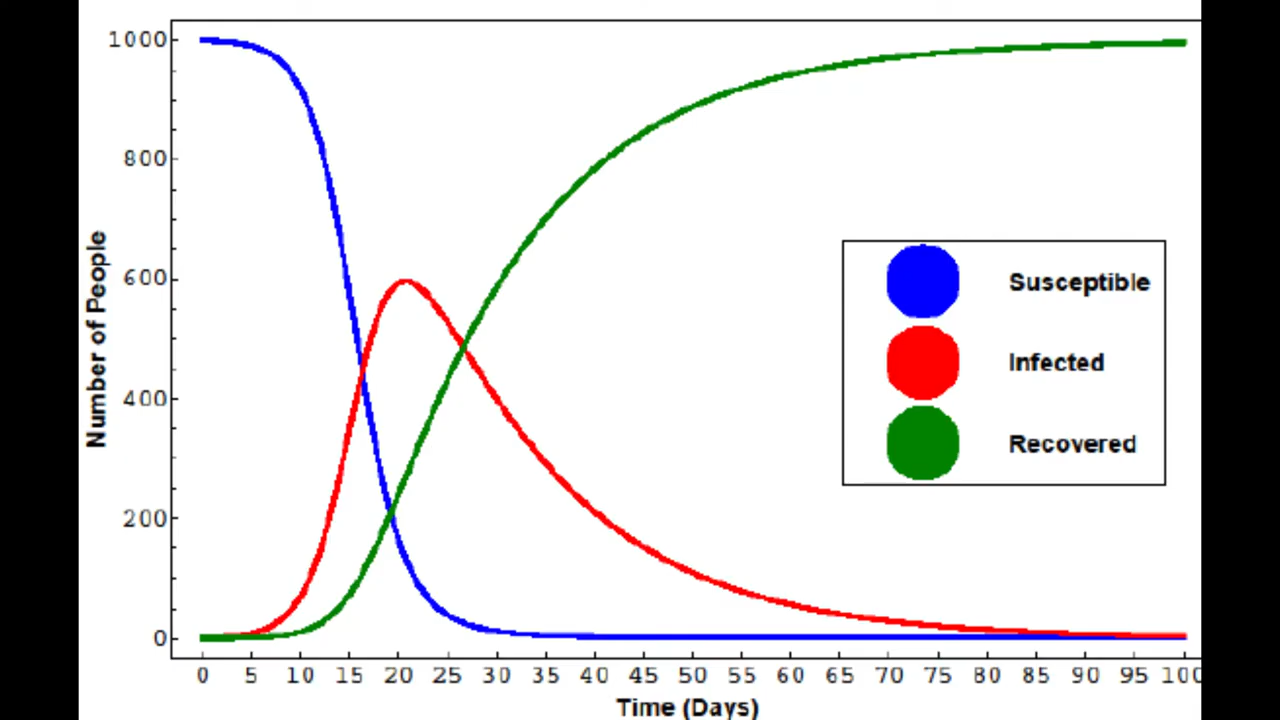 1000
800
600
400
200
0
Number of People
Susceptible
Infected
Recovered
0 5 10 15 20 25 30 35 40 45 50 55 60 65 70 75 80 85 90 95 100
Time (Days)